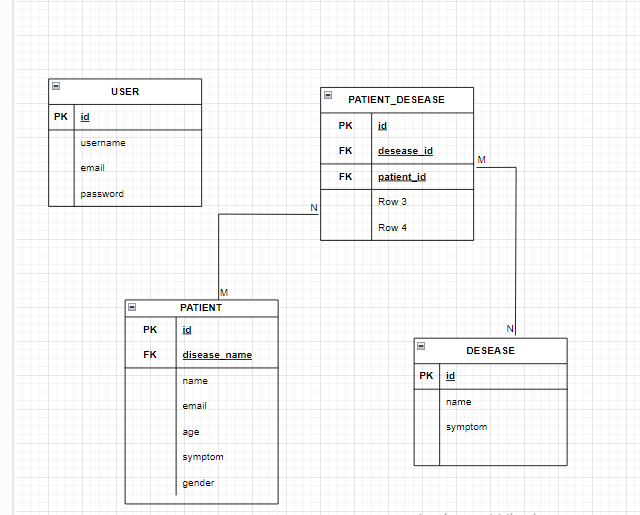 USER
PK id
username
email
password
PATIENT_DESEASE
PK id
FK desease_id
FK patient_id
Row 3
Row 4
M
N
M
N
PATIENT
PK id
FK disease_name
name
email
age
symptom
gender
DESEASE
PK id
name
symptom